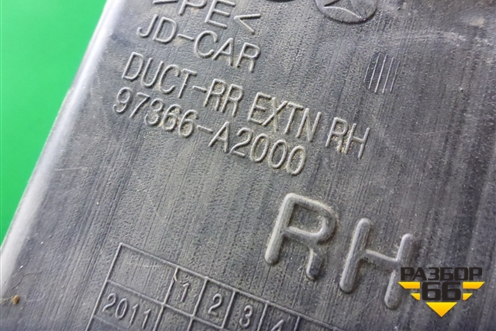 >PE<
JD-CAR
DUCT-RR EXTN RH
97366-A2000
RH
1 2 3 4
2011
РАЗБОР
66